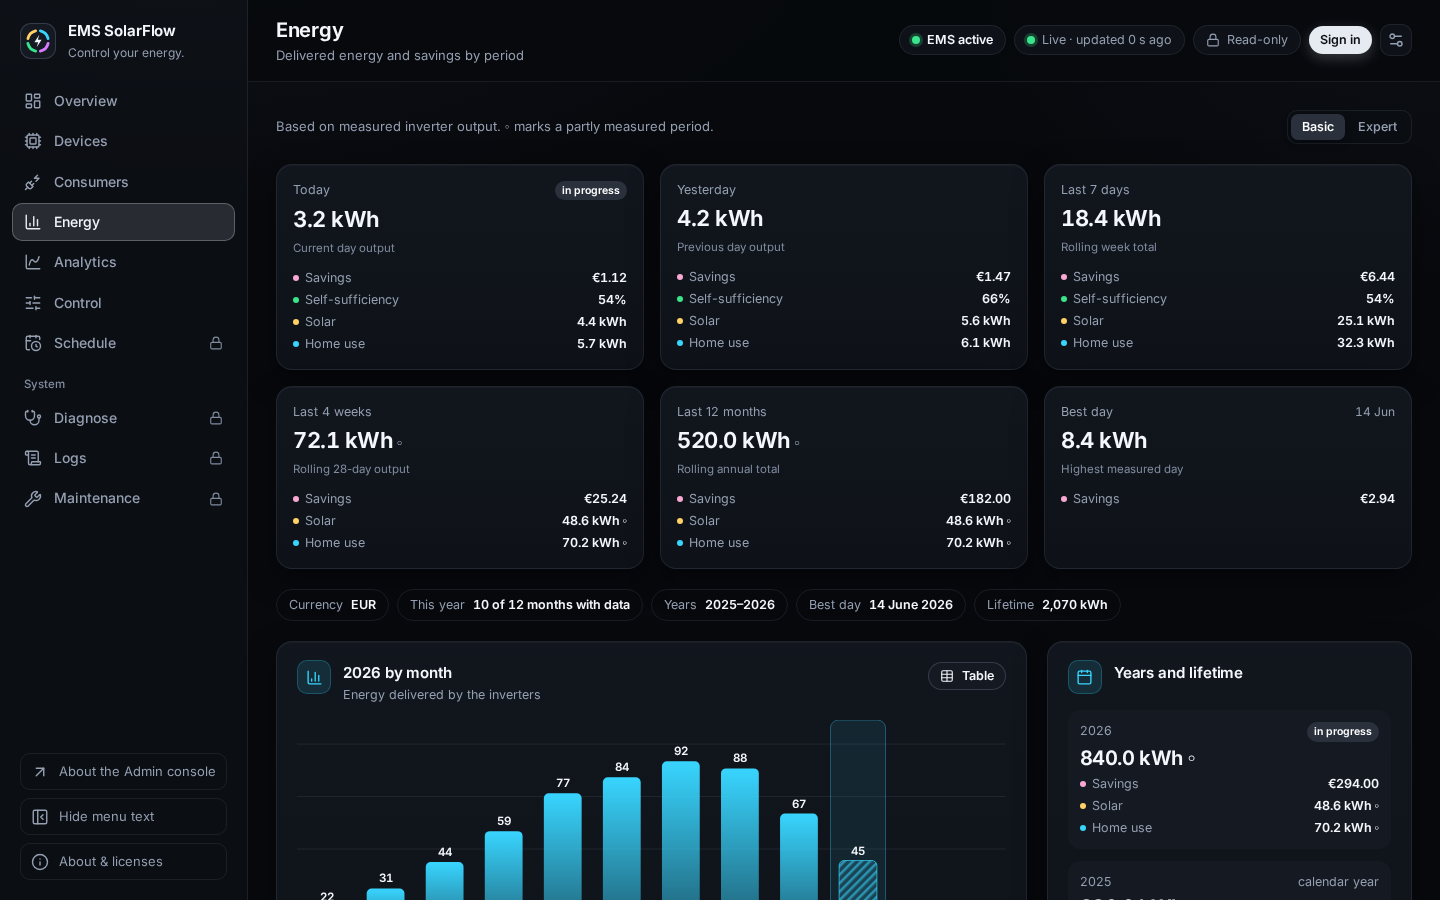 EMS SolarFlow
Control your energy.
Overview
Devices
Consumers
Energy
Analytics
Control
Schedule
System
Diagnose
Logs
Maintenance
About the Admin console
Hide menu text
About & licenses
Energy
Delivered energy and savings by period
EMS active
Live · updated 0 s ago
Read-only
Sign in
Based on measured inverter output. ◦ marks a partly measured period.
Basic
Expert
Today
in progress
3.2 kWh
Current day output
Savings €1.12
Self-sufficiency 54%
Solar 4.4 kWh
Home use 5.7 kWh
Yesterday
4.2 kWh
Previous day output
Savings €1.47
Self-sufficiency 66%
Solar 5.6 kWh
Home use 6.1 kWh
Last 7 days
18.4 kWh
Rolling week total
Savings €6.44
Self-sufficiency 54%
Solar 25.1 kWh
Home use 32.3 kWh
Last 4 weeks
72.1 kWh ◦
Rolling 28-day output
Savings €25.24
Solar 48.6 kWh ◦
Home use 70.2 kWh ◦
Last 12 months
520.0 kWh ◦
Rolling annual total
Savings €182.00
Solar 48.6 kWh ◦
Home use 70.2 kWh ◦
Best day 14 Jun
8.4 kWh
Highest measured day
Savings €2.94
Currency EUR
This year 10 of 12 months with data
Years 2025–2026
Best day 14 June 2026
Lifetime 2,070 kWh
2026 by month
Energy delivered by the inverters
Table
22
31
44
59
77
84
92
88
67
45
Years and lifetime
2026
in progress
840.0 kWh ◦
Savings €294.00
Solar 48.6 kWh ◦
Home use 70.2 kWh ◦
2025 calendar year